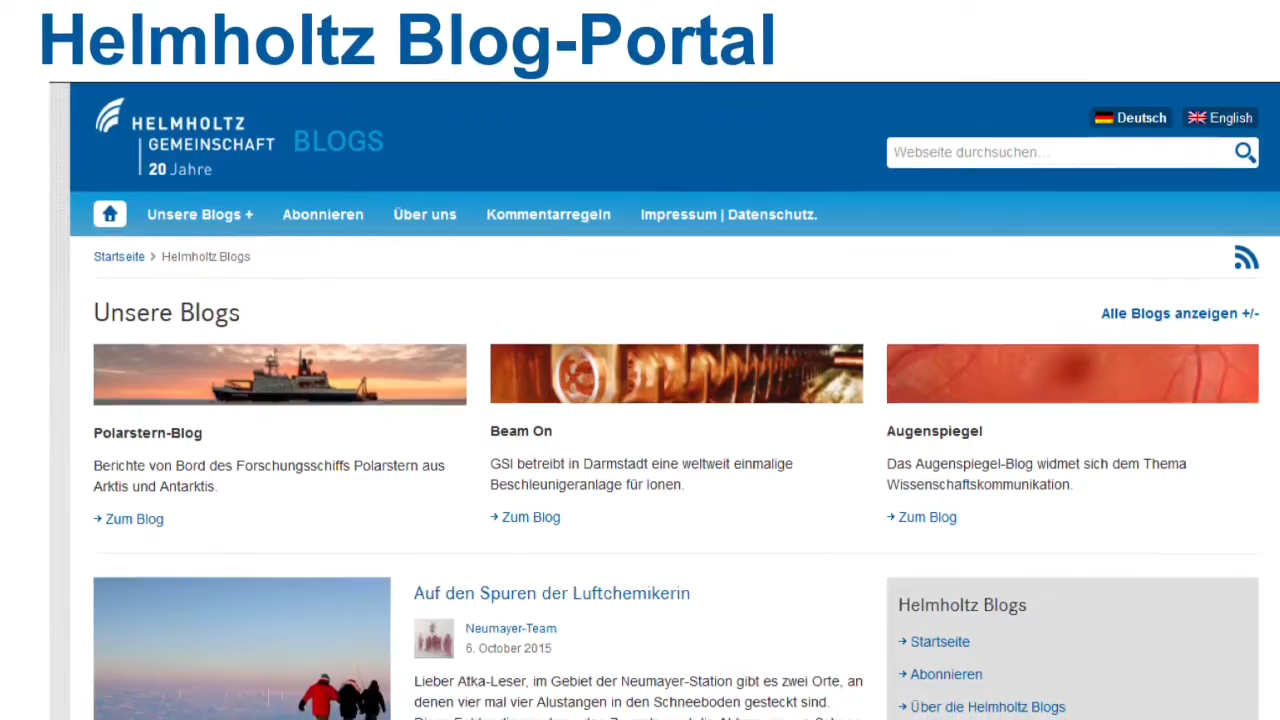 Helmholtz Blog-Portal
HELMHOLTZ
GEMEINSCHAFT
20 Jahre
BLOGS
Deutsch
English
Webseite durchsuchen...
Unsere Blogs +
Abonnieren
Über uns
Kommentarregeln
Impressum | Datenschutz.
Startseite > Helmholtz Blogs
Unsere Blogs
Alle Blogs anzeigen +/-
Polarstern-Blog
Berichte von Bord des Forschungsschiffs Polarstern aus
Arktis und Antarktis.
→ Zum Blog
Beam On
GSI betreibt in Darmstadt eine weltweit einmalige
Beschleunigeranlage für Ionen.
→ Zum Blog
Augenspiegel
Das Augenspiegel-Blog widmet sich dem Thema
Wissenschaftskommunikation.
→ Zum Blog
Auf den Spuren der Luftchemikerin
Neumayer-Team
6. October 2015
Lieber Atka-Leser, im Gebiet der Neumayer-Station gibt es zwei Orte, an
denen vier mal vier Alustangen in den Schneeboden gesteckt sind.
Helmholtz Blogs
→ Startseite
→ Abonnieren
→ Über die Helmholtz Blogs